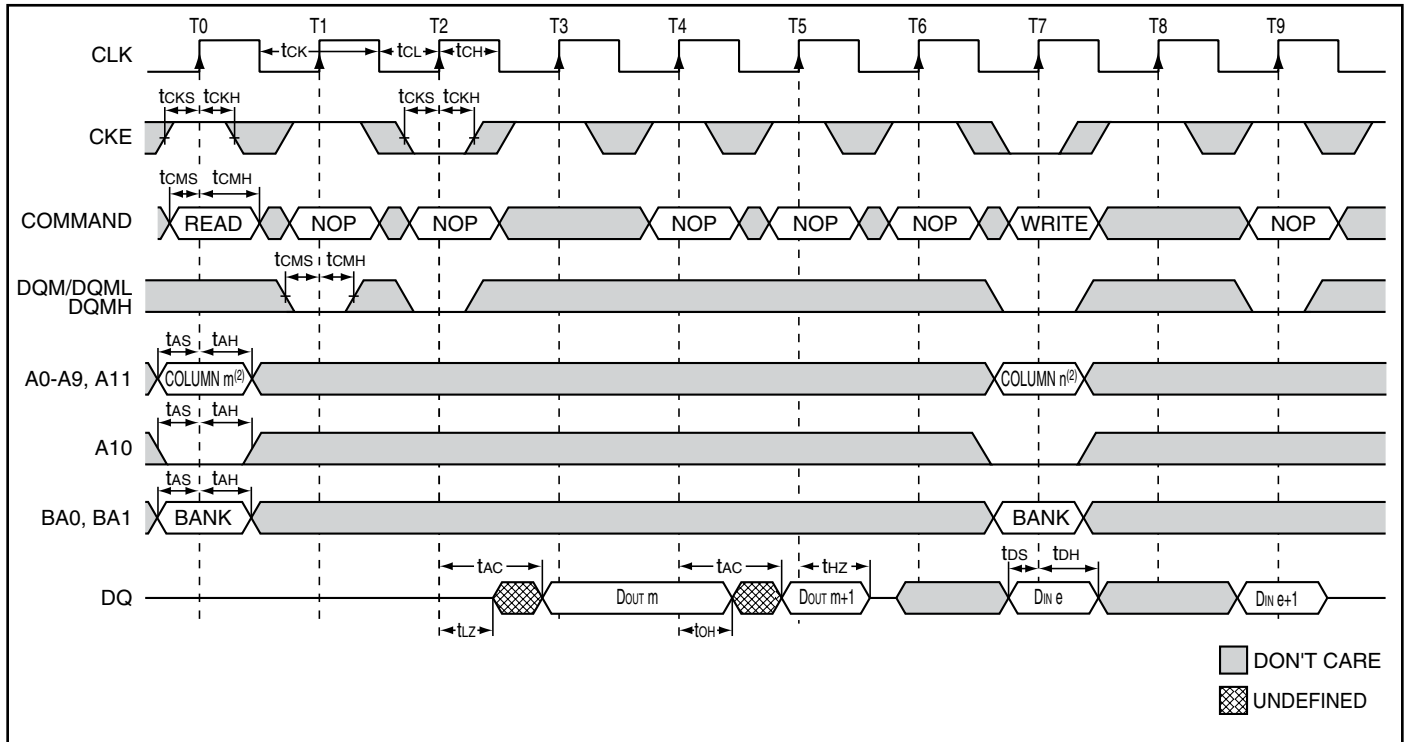 T0 T1 T2 T3 T4 T5 T6 T7 T8 T9
CLK
tCK tCL tCH
tCKS tCKH tCKS tCKH
CKE
tCMS tCMH
COMMAND READ NOP NOP NOP NOP NOP WRITE NOP
tCMS tCMH
DQM/DQML
DQMH
tAS tAH
A0-A9, A11 COLUMN m(2) COLUMN n(2)
tAS tAH
A10
tAS tAH
BA0, BA1 BANK BANK
tAC tAC tHZ tDS tDH
DQ DOUT m DOUT m+1 DIN e DIN e+1
tLZ tOH
DON'T CARE
UNDEFINED